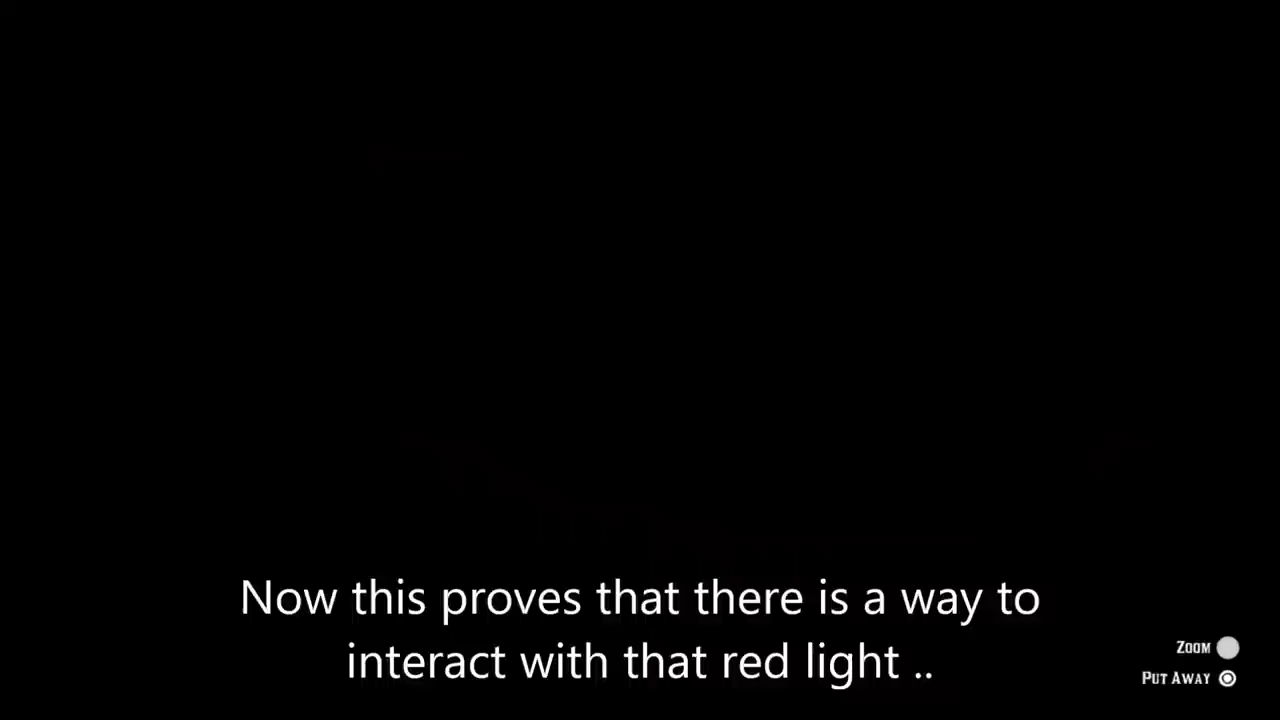 Now this proves that there is a way to
interact with that red light ..
Zoom
Put Away